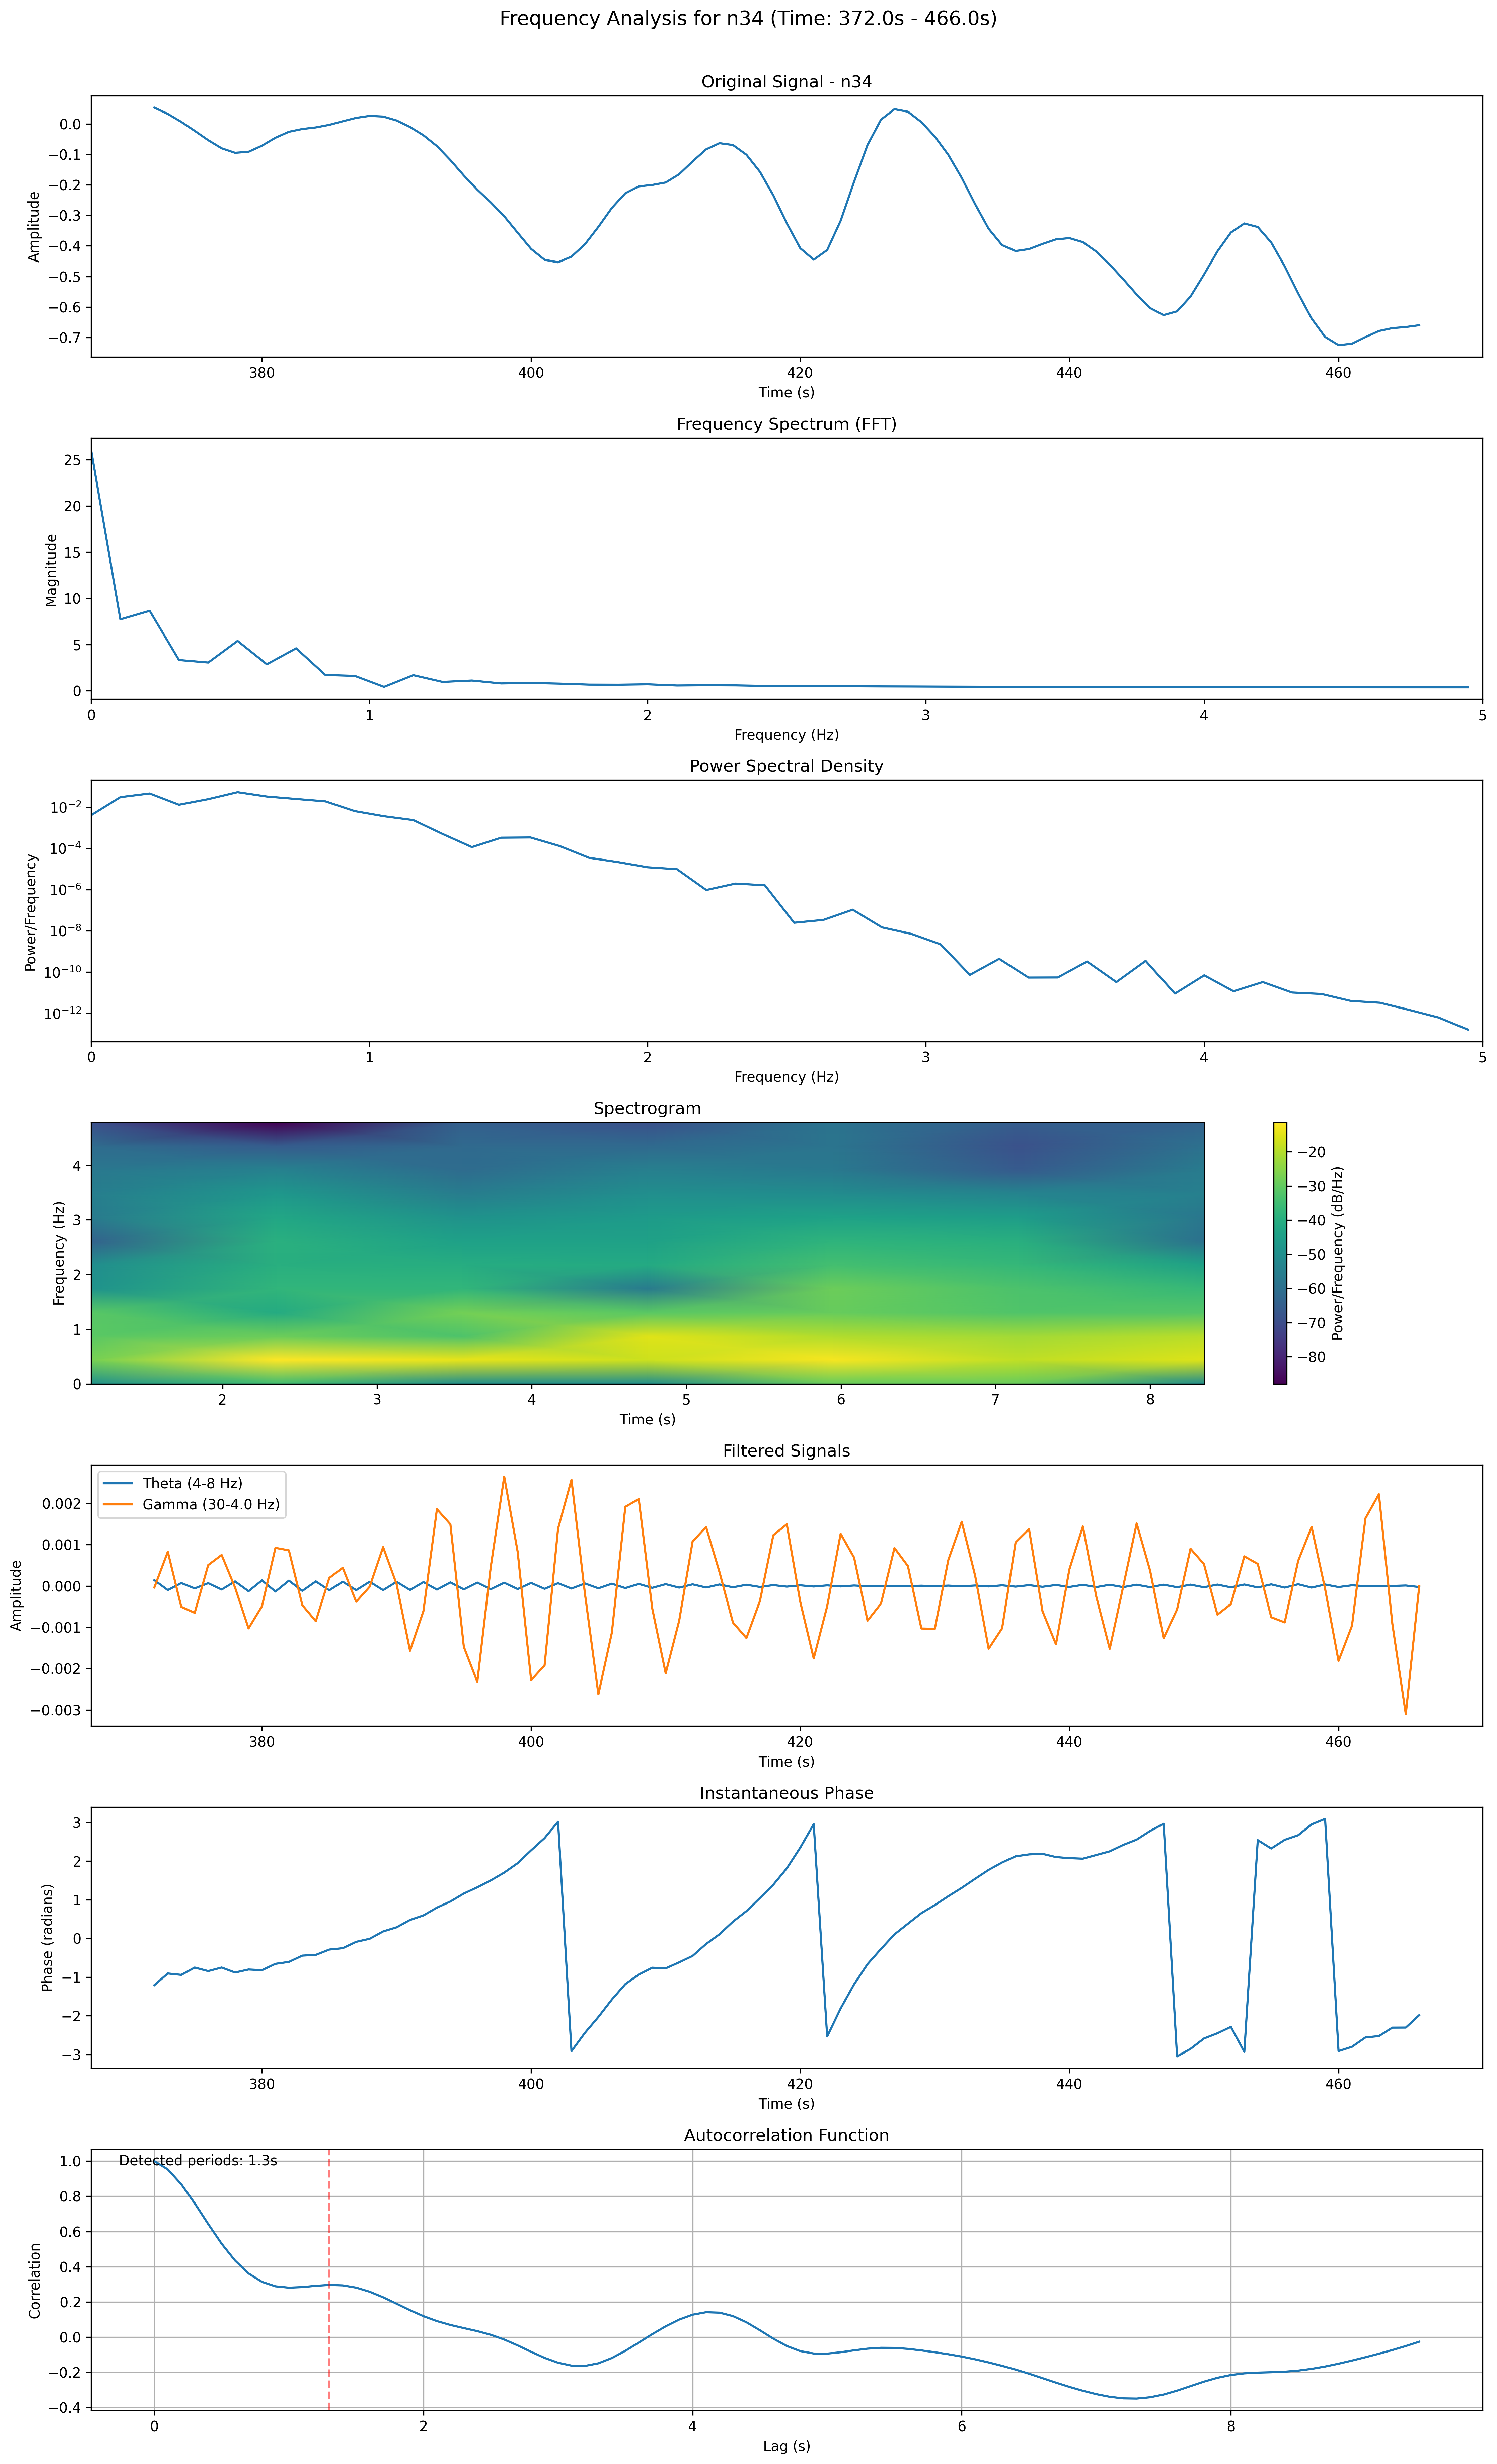 Frequency Analysis for n34 (Time: 372.0s - 466.0s)
Original Signal - n34
Amplitude
0.0
−0.1
−0.2
−0.3
−0.4
−0.5
−0.6
−0.7
380 400 420 440 460
Time (s)
Frequency Spectrum (FFT)
Magnitude
25
20
15
10
5
0
0 1 2 3 4 5
Frequency (Hz)
Power Spectral Density
Power/Frequency
10⁻²
10⁻⁴
10⁻⁶
10⁻⁸
10⁻¹⁰
10⁻¹²
0 1 2 3 4 5
Frequency (Hz)
Spectrogram
Frequency (Hz)
4
3
2
1
0
2 3 4 5 6 7 8
Time (s)
−20
−30
−40
−50
−60
−70
−80
Power/Frequency (dB/Hz)
Filtered Signals
Theta (4-8 Hz)
Gamma (30-4.0 Hz)
Amplitude
0.002
0.001
0.000
−0.001
−0.002
−0.003
380 400 420 440 460
Time (s)
Instantaneous Phase
Phase (radians)
3
2
1
0
−1
−2
−3
380 400 420 440 460
Time (s)
Autocorrelation Function
Detected periods: 1.3s
Correlation
1.0
0.8
0.6
0.4
0.2
0.0
−0.2
−0.4
0 2 4 6 8
Lag (s)